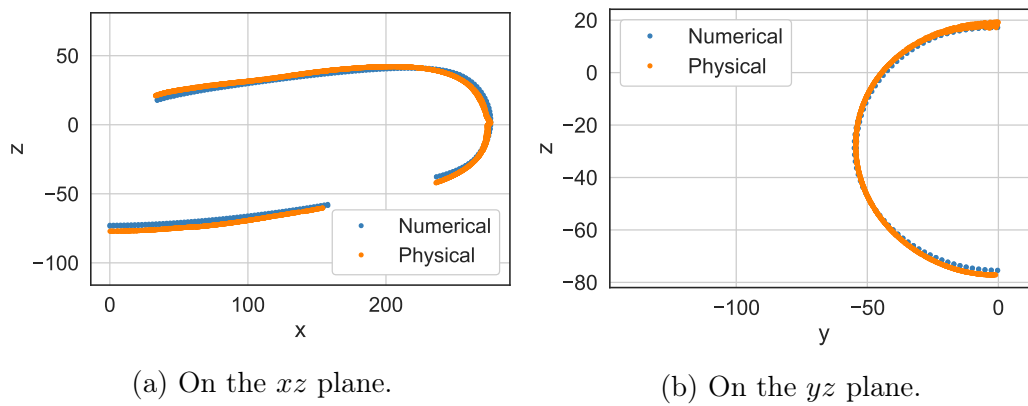 50
0
−50
−100
z
0
100
200
x
Numerical
Physical
(a) On the xz plane.
20
0
−20
−40
−60
−80
z
−100
−50
0
y
Numerical
Physical
(b) On the yz plane.